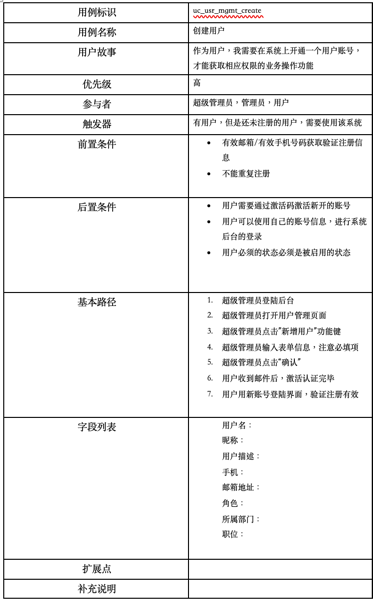 用例标识 uc_usr_mgmt_create
用例名称 创建用户
用户故事 作为用户，我需要在系统上开通一个用户账号，
才能获取相应权限的业务操作功能
优先级 高
参与者 超级管理员，管理员，用户
触发器 有用户，但是还未注册的用户，需要使用该系统
前置条件 • 有效邮箱/有效手机号码获取验证注册信
息
• 不能重复注册
后置条件 • 用户需要通过激活码激活新开的账号
• 用户可以使用自己的账号信息，进行系统
后台的登录
• 用户必须的状态必须是被启用的状态
基本路径 1. 超级管理员登陆后台
2. 超级管理员打开用户管理页面
3. 超级管理员点击"新增用户"功能键
4. 超级管理员输入表单信息，注意必填项
5. 超级管理员点击"确认"
6. 用户收到邮件后，激活认证完毕
7. 用户用新账号登陆界面，验证注册有效
字段列表 用户名：
昵称：
用户描述：
手机：
邮箱地址：
角色：
所属部门：
职位：
扩展点
补充说明